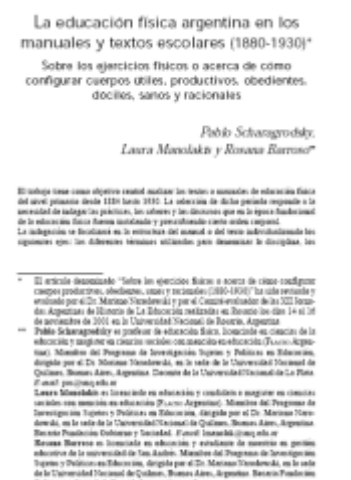 La educación física argentina en los
manuales y textos escolares (1880-1930)*
Sobre los ejercicios físicos o acerca de cómo
configurar cuerpos útiles, productivos, obedientes,
dóciles, sanos y racionales
Pablo Scharagrodsky,
Laura Manolakis y Rosana Barroso**
El trabajo tiene como objetivo central analizar los textos o manuales de educación física
del nivel primario desde 1884 hasta 1930. La selección de dicho período responde a la
necesidad de indagar las prácticas, los saberes y los discursos que en la época fundacional
de la educación física fueron instalando y prescribiendo cierto orden corporal.
La indagación se focalizará en la estructura del manual o del texto individualizando los
siguientes ejes: los diferentes términos utilizados para denominar la disciplina, los
* El artículo denominado "Sobre los ejercicios físicos o acerca de cómo configurar
cuerpos productivos, obedientes, sanos y racionales (1880-1930)" ha sido revisado y
evaluado por el Dr. Mariano Narodowski y por el Comité evaluador de las XII Jorna-
das Argentinas de Historia de La Educación realizadas en Rosario los días 14 al 16
de noviembre de 2001 en la Universidad Nacional de Rosario, Argentina.
** Pablo Scharagrodsky es profesor de educación física, licenciado en ciencias de la
educación y magister en ciencias sociales con mención en educación (FLACSO Argen-
tina). Miembro del Programa de Investigación Sujetos y Políticas en Educación,
dirigido por el Dr. Mariano Narodowski, en la sede de la Universidad Nacional de
Quilmes, Buenos Aires, Argentina. Docente de la Universidad Nacional de La Plata.
Laura Manolakis es licenciada en educación y candidata a magister en ciencias
sociales con mención en educación (FLACSO Argentina). Miembro del Programa de
Investigación Sujetos y Políticas en Educación, dirigido por el Dr. Mariano Naro-
dowski, en la sede de la Universidad Nacional de Quilmes, Buenos Aires, Argentina.
Rosana Barroso es licenciada en educación y estudiante de maestría en gestión
educativa de la universidad de San Andrés. Miembro del Programa de Investigación
Sujetos y Políticas en Educación, dirigido por el Dr. Mariano Narodowski, en la sede
de la Universidad Nacional de Quilmes, Buenos Aires, Argentina. Becaria Fundación